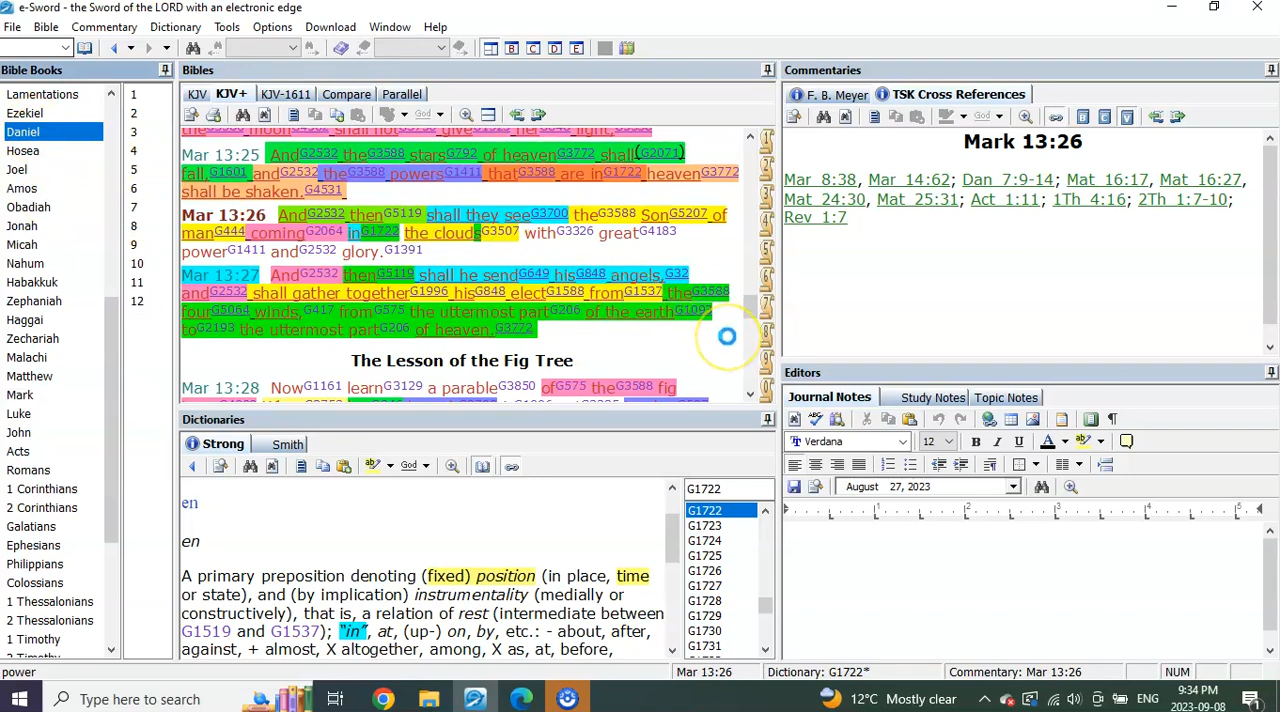 e-Sword - the Sword of the LORD with an electronic edge
File Bible Commentary Dictionary Tools Options Download Window Help
B C D E
Bible Books
Lamentations
Ezekiel
Daniel
Hosea
Joel
Amos
Obadiah
Jonah
Micah
Nahum
Habakkuk
Zephaniah
Haggai
Zechariah
Malachi
Matthew
Mark
Luke
John
Acts
Romans
1 Corinthians
2 Corinthians
Galatians
Ephesians
Philippians
Colossians
1 Thessalonians
2 Thessalonians
1 Timothy
1
2
3
4
5
6
7
8
9
10
11
12
Bibles
KJV KJV+ KJV-1611 Compare Parallel
God
Mar 13:25 And G2532 the G3588 stars G792 of heaven G3772 shall (G2071)
fall, G1601 and G2532 the G3588 powers G1411 that G3588 are in G1722 heaven G3772
shall be shaken. G4531
Mar 13:26 And G2532 then G5119 shall they see G3700 the G3588 Son G5207 of
man G444 coming G2064 in G1722 the clouds G3507 with G3326 great G4183
power G1411 and G2532 glory. G1391
Mar 13:27 And G2532 then G5119 shall he send G649 his G848 angels, G32
and G2532 shall gather together G1996 his G848 elect G1588 from G1537 the G3588
four G5064 winds, G417 from G575 the uttermost part G206 of the earth G1093
to G2193 the uttermost part G206 of heaven. G3772
The Lesson of the Fig Tree
Mar 13:28 Now G1161 learn G3129 a parable G3850 of G575 the G3588 fig
Dictionaries
Strong Smith
God
en
en
A primary preposition denoting (fixed) position (in place, time
or state), and (by implication) instrumentality (medially or
constructively), that is, a relation of rest (intermediate between
G1519 and G1537); "in", at, (up-) on, by, etc.: - about, after,
against, + almost, X altogether, among, X as, at, before,
G1722
G1722
G1723
G1724
G1725
G1726
G1727
G1728
G1729
G1730
G1731
Commentaries
F. B. Meyer TSK Cross References
God B C V
Mark 13:26
Mar 8:38, Mar 14:62; Dan 7:9-14; Mat 16:17, Mat 16:27,
Mat 24:30, Mat 25:31; Act 1:11; 1Th 4:16; 2Th 1:7-10;
Rev 1:7
Editors
Journal Notes Study Notes Topic Notes
Verdana 12 B I U A
August 27, 2023
1 2 3 4 5
power Mar 13:26 Dictionary: G1722* Commentary: Mar 13:26 NUM
Type here to search 12°C Mostly clear ENG 9:34 PM
2023-09-08